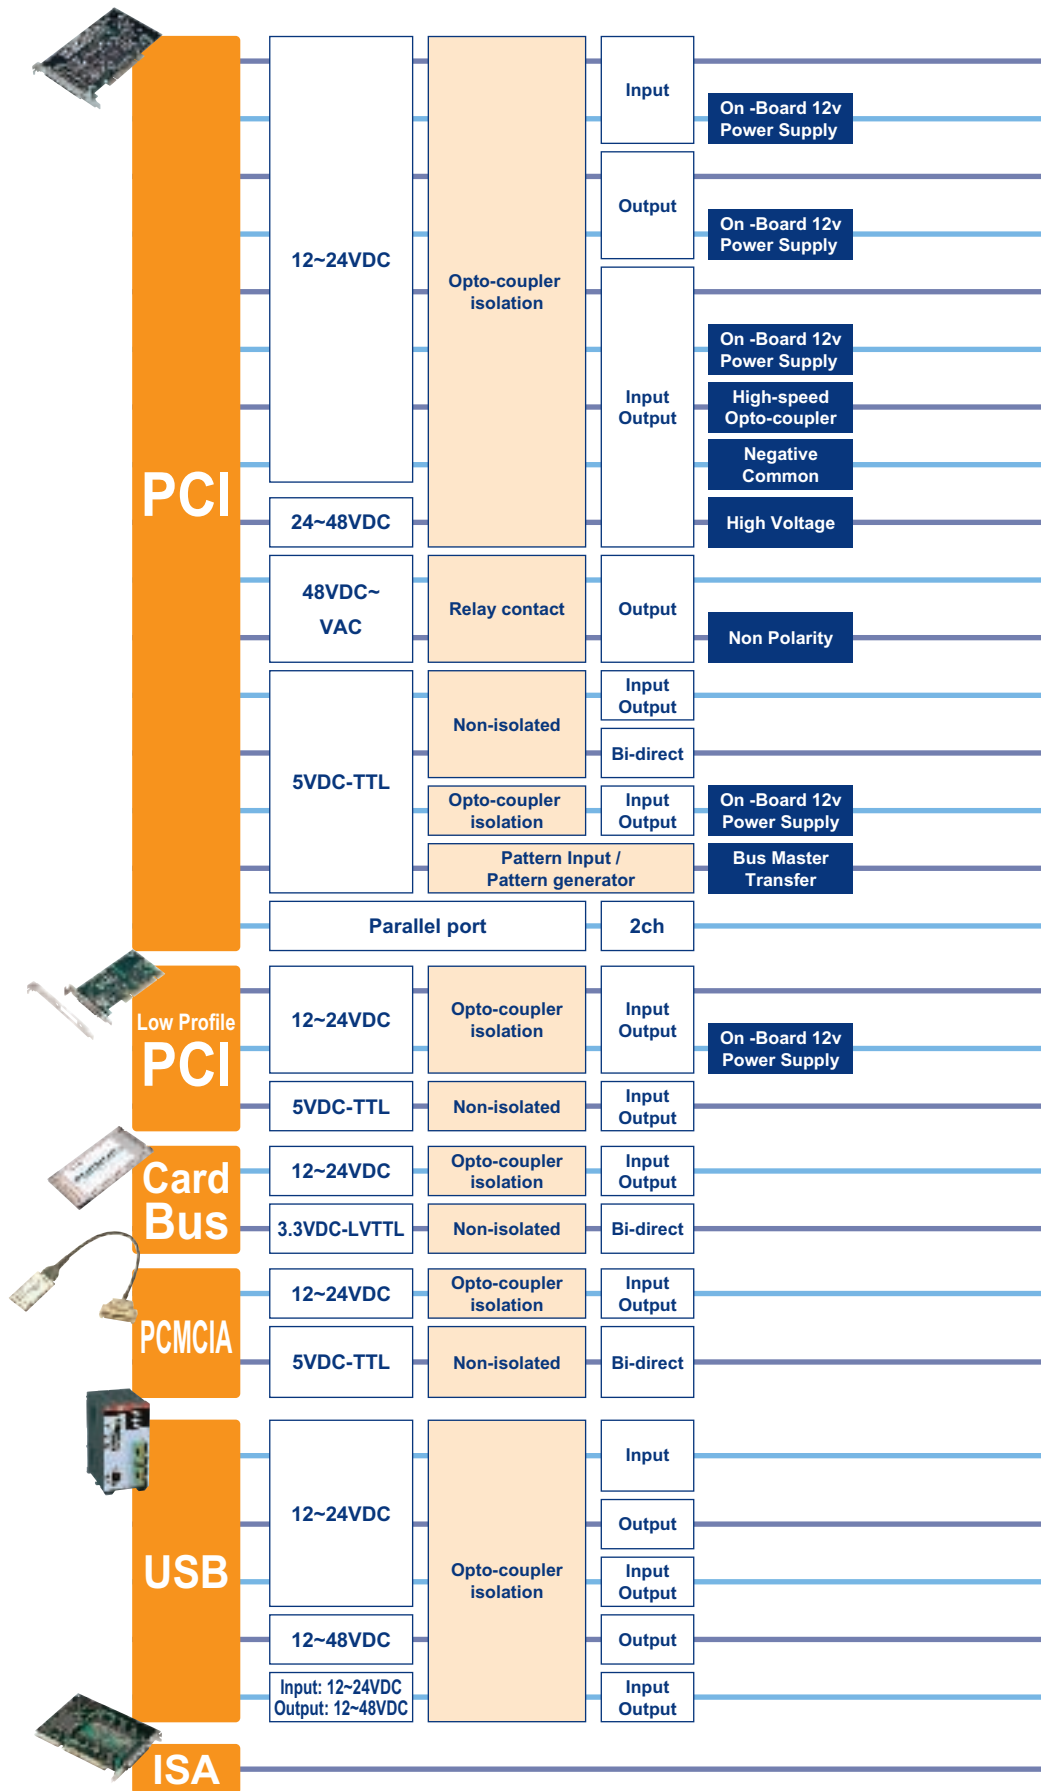 PCI
12~24VDC
Opto-coupler
isolation
Input
On -Board 12v
Power Supply
Output
On -Board 12v
Power Supply
Input
Output
On -Board 12v
Power Supply
High-speed
Opto-coupler
Negative
Common
24~48VDC
High Voltage
48VDC~
VAC
Relay contact
Output
Non Polarity
5VDC-TTL
Non-isolated
Input
Output
Bi-direct
Opto-coupler
isolation
Input
Output
On -Board 12v
Power Supply
Pattern Input /
Pattern generator
Bus Master
Transfer
Parallel port
2ch
Low Profile
PCI
12~24VDC
Opto-coupler
isolation
Input
Output
On -Board 12v
Power Supply
5VDC-TTL
Non-isolated
Input
Output
Card
Bus
12~24VDC
Opto-coupler
isolation
Input
Output
3.3VDC-LVTTL
Non-isolated
Bi-direct
PCMCIA
12~24VDC
Opto-coupler
isolation
Input
Output
5VDC-TTL
Non-isolated
Bi-direct
USB
12~24VDC
Opto-coupler
isolation
Input
Output
Input
Output
12~48VDC
Output
Input: 12~24VDC
Output: 12~48VDC
Input
Output
ISA